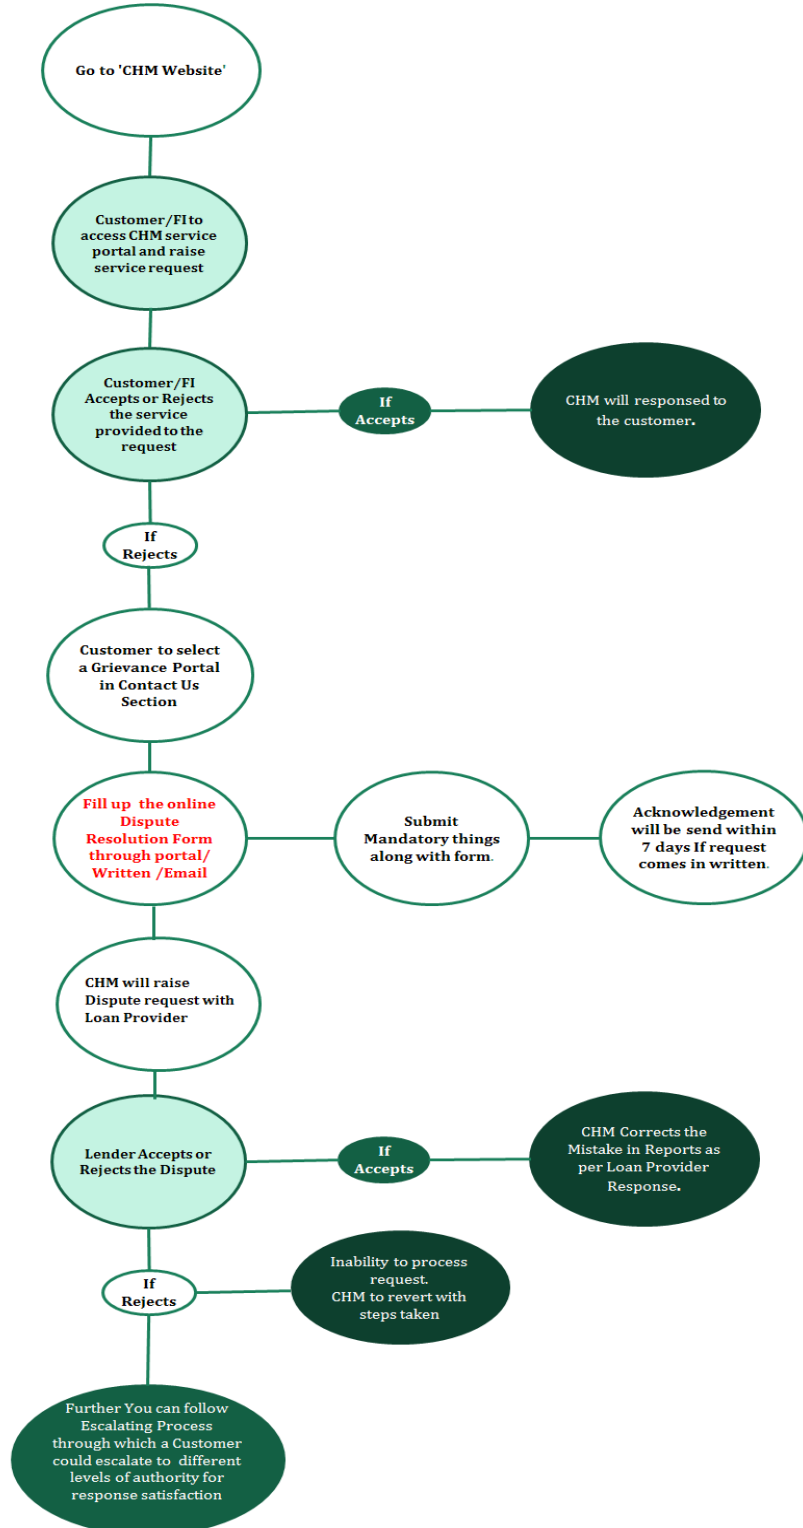 Go to 'CHM Website'
Customer/FI to
access CHM service
portal and raise
service request
Customer/FI
Accepts or Rejects
the service
provided to the
request
If
Accepts
CHM will responsed to
the customer.
If
Rejects
Customer to select
a Grievance Portal
in Contact Us
Section
Fill up the online
Dispute
Resolution Form
through portal/
Written /Email
Submit
Mandatory things
along with form.
Acknowledgement
will be send within
7 days If request
comes in written.
CHM will raise
Dispute request with
Loan Provider
Lender Accepts or
Rejects the Dispute
If
Accepts
CHM Corrects the
Mistake in Reports as
per Loan Provider
Response.
If
Rejects
Inability to process
request.
CHM to revert with
steps taken
Further You can follow
Escalating Process
through which a Customer
could escalate to different
levels of authority for
response satisfaction